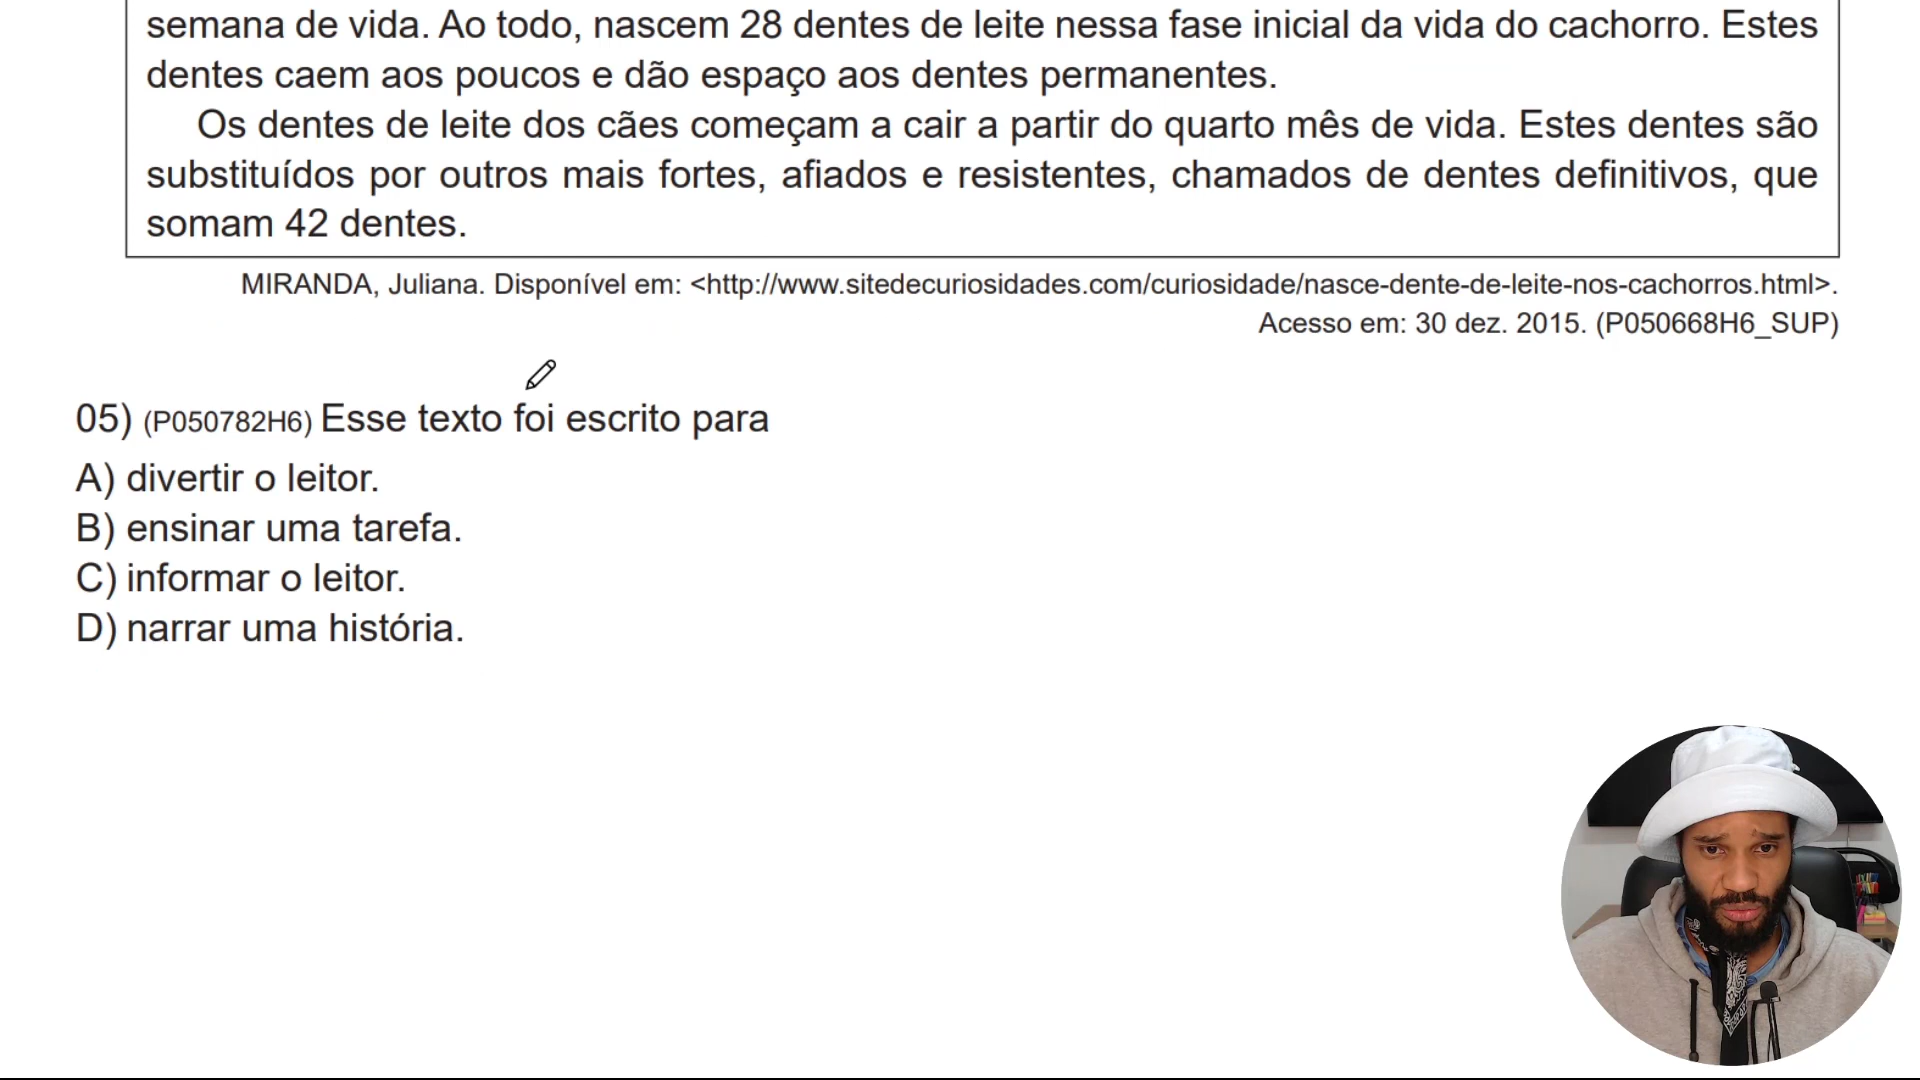 semana de vida. Ao todo, nascem 28 dentes de leite nessa fase inicial da vida do cachorro. Estes
dentes caem aos poucos e dão espaço aos dentes permanentes.
Os dentes de leite dos cães começam a cair a partir do quarto mês de vida. Estes dentes são
substituídos por outros mais fortes, afiados e resistentes, chamados de dentes definitivos, que
somam 42 dentes.
MIRANDA, Juliana. Disponível em: <http://www.sitedecuriosidades.com/curiosidade/nasce-dente-de-leite-nos-cachorros.html>.
Acesso em: 30 dez. 2015. (P050668H6_SUP)
05) (P050782H6) Esse texto foi escrito para
A) divertir o leitor.
B) ensinar uma tarefa.
C) informar o leitor.
D) narrar uma história.